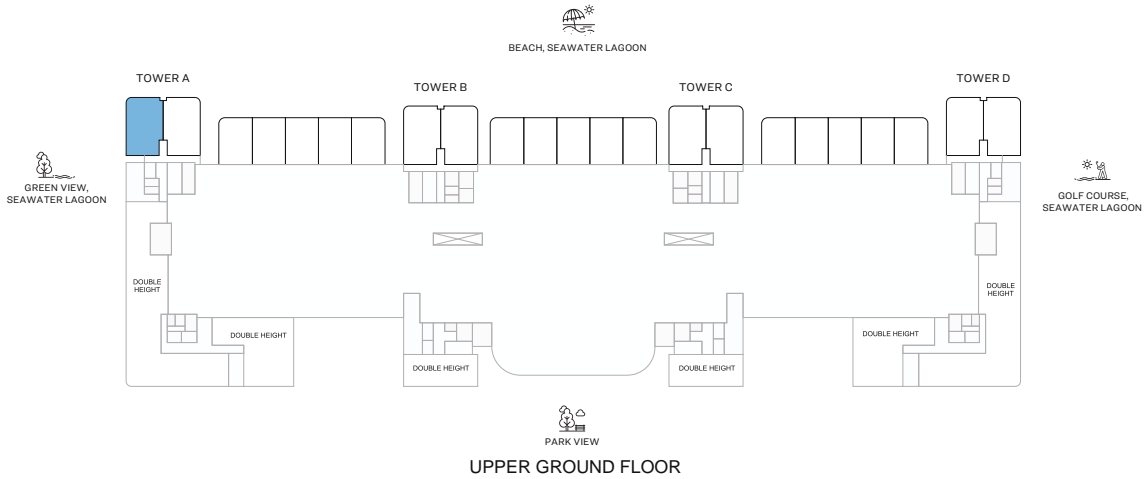 BEACH, SEAWATER LAGOON
TOWER A
TOWER B
TOWER C
TOWER D
GREEN VIEW,
SEAWATER LAGOON
GOLF COURSE,
SEAWATER LAGOON
DOUBLE
HEIGHT
DOUBLE
HEIGHT
DOUBLE HEIGHT
DOUBLE HEIGHT
DOUBLE HEIGHT
DOUBLE HEIGHT
PARK VIEW
UPPER GROUND FLOOR